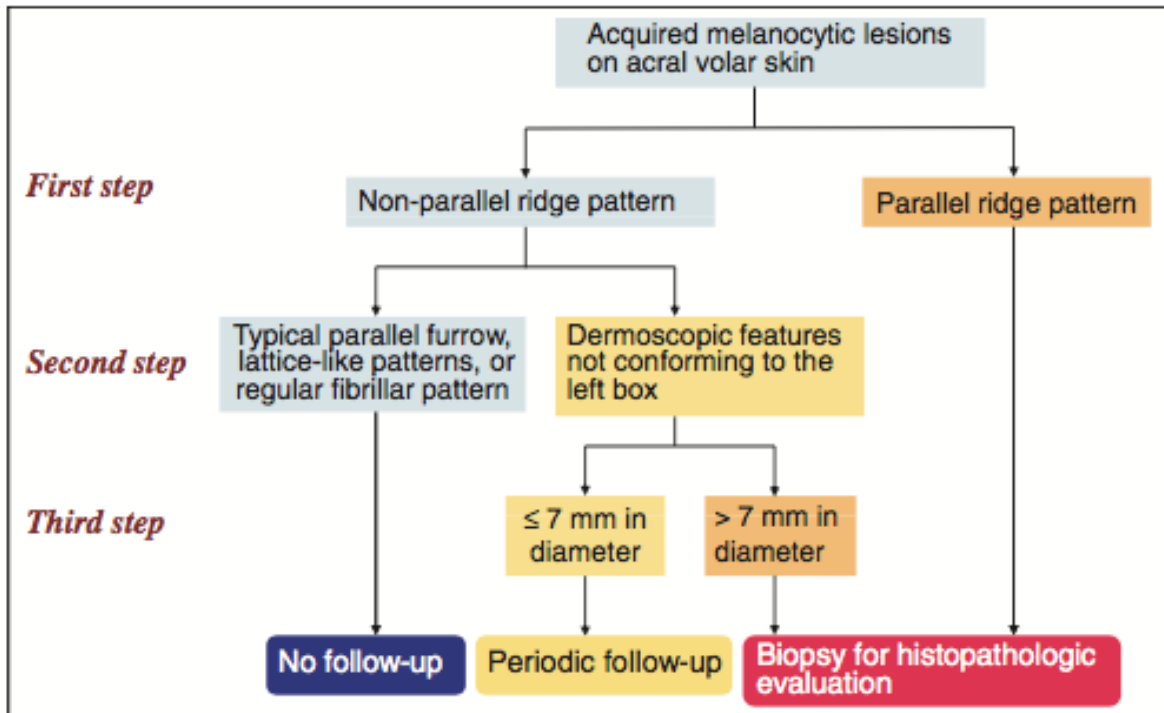 Acquired melanocytic lesions
on acral volar skin
First step
Non-parallel ridge pattern
Parallel ridge pattern
Second step
Typical parallel furrow,
lattice-like patterns, or
regular fibrillar pattern
Dermoscopic features
not conforming to the
left box
Third step
≤ 7 mm in
diameter
> 7 mm in
diameter
No follow-up
Periodic follow-up
Biopsy for histopathologic
evaluation